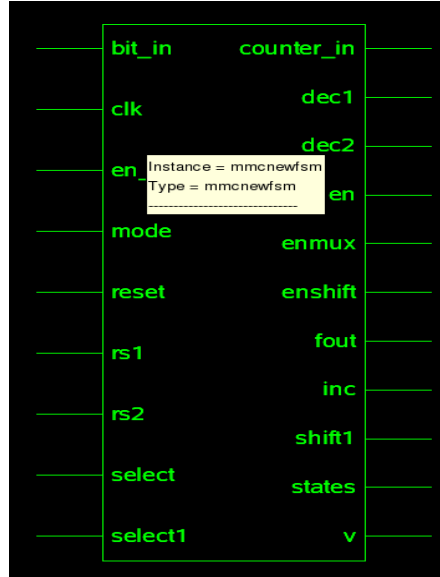 bit_in counter_in
clk dec1
dec2
en_
Instance = mmcnewfsm
Type = mmcnewfsm
------------------------------
en
mode enmux
reset enshift
rs1 fout
rs2 inc
shift1
select states
select1 v